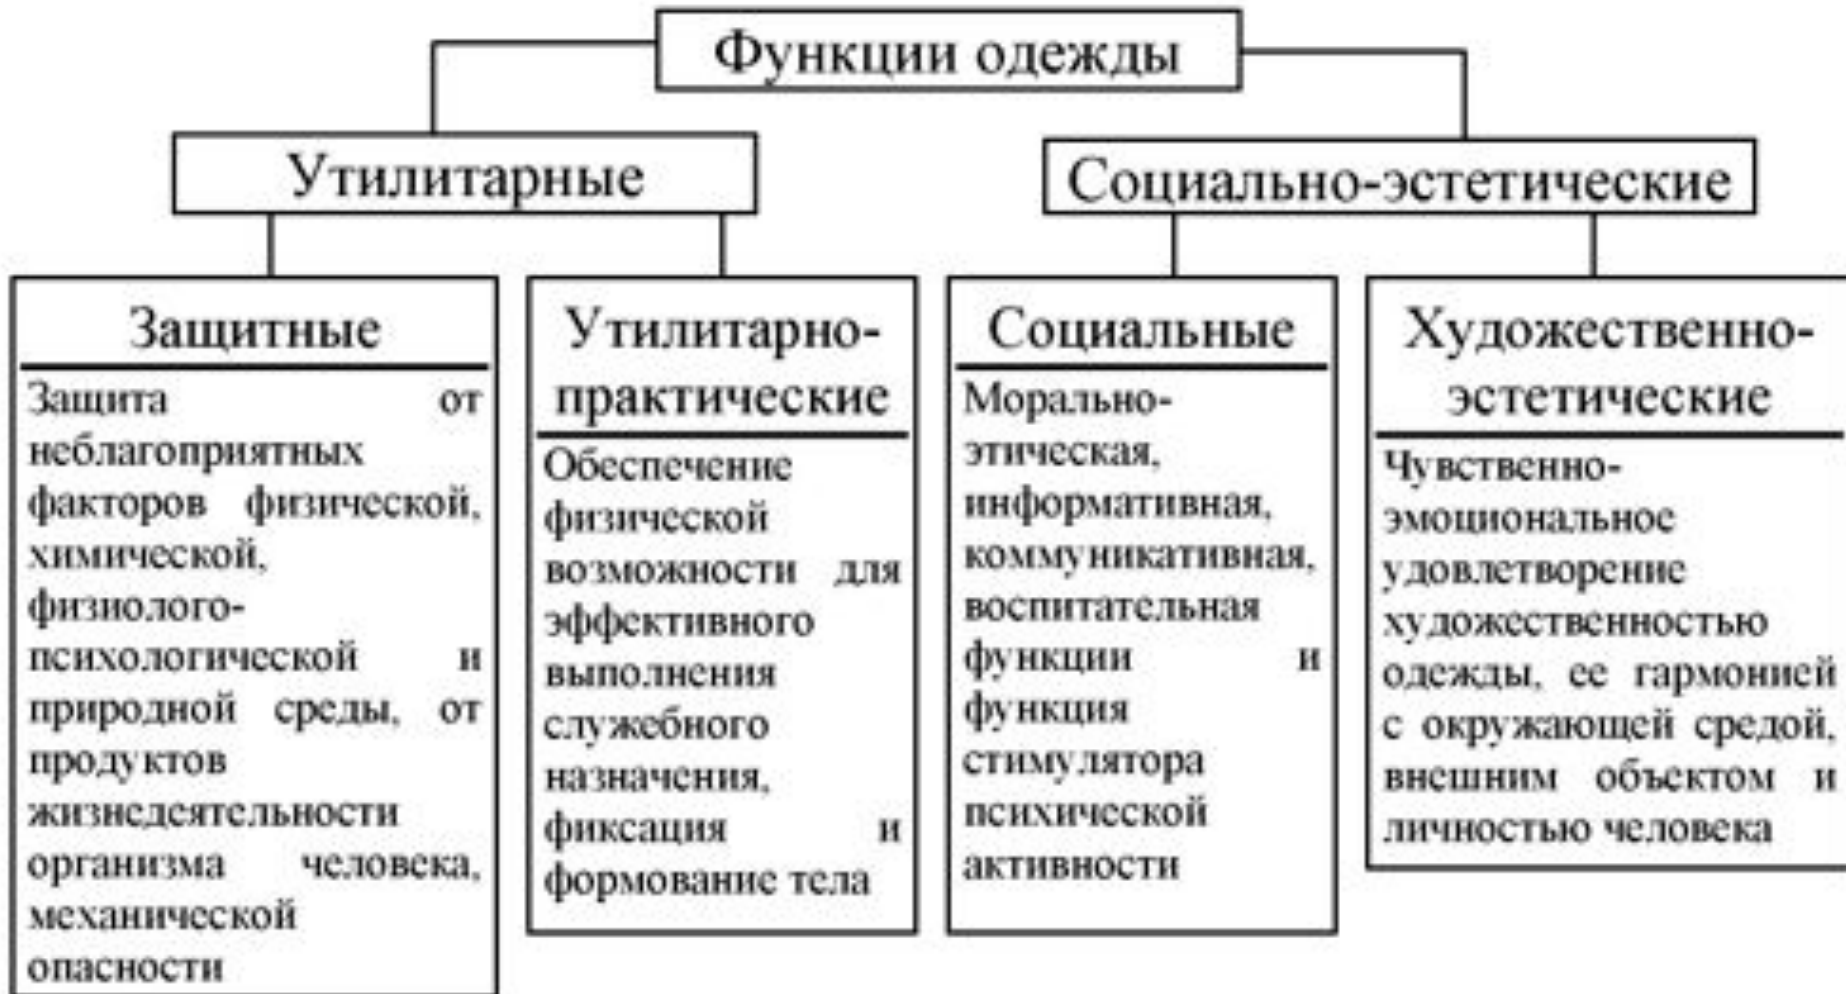 Функции одежды
Утилитарные
Социально-эстетические
Защитные
Защита от
неблагоприятных
факторов физической,
химической,
физиолого-
психологической и
природной среды, от
продуктов
жизнедеятельности
организма человека,
механической
опасности
Утилитарно-
практические
Обеспечение
физической
возможности для
эффективного
выполнения
служебного
назначения,
фиксация и
формование тела
Социальные
Морально-
этическая,
информативная,
коммуникативная,
воспитательная
функции и
функция
стимулятора
психической
активности
Художественно-
эстетические
Чувственно-
эмоциональное
удовлетворение
художественностью
одежды, ее гармонией
с окружающей средой,
внешним объектом и
личностью человека